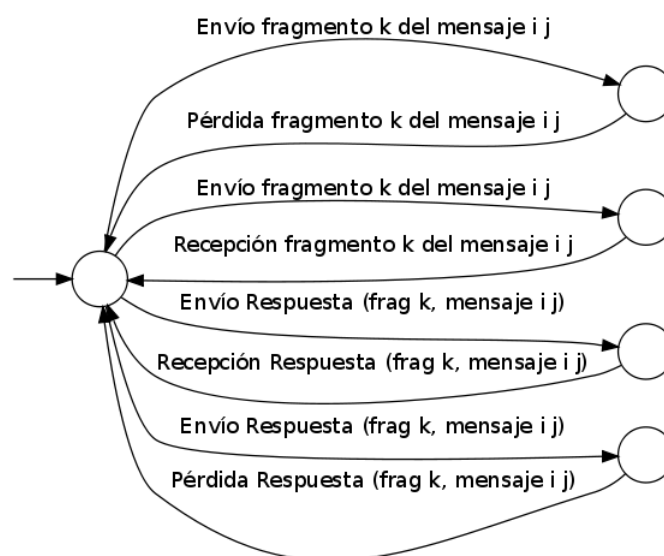 Envío fragmento k del mensaje i j
Pérdida fragmento k del mensaje i j
Envío fragmento k del mensaje i j
Recepción fragmento k del mensaje i j
Envío Respuesta (frag k, mensaje i j)
Recepción Respuesta (frag k, mensaje i j)
Envío Respuesta (frag k, mensaje i j)
Pérdida Respuesta (frag k, mensaje i j)